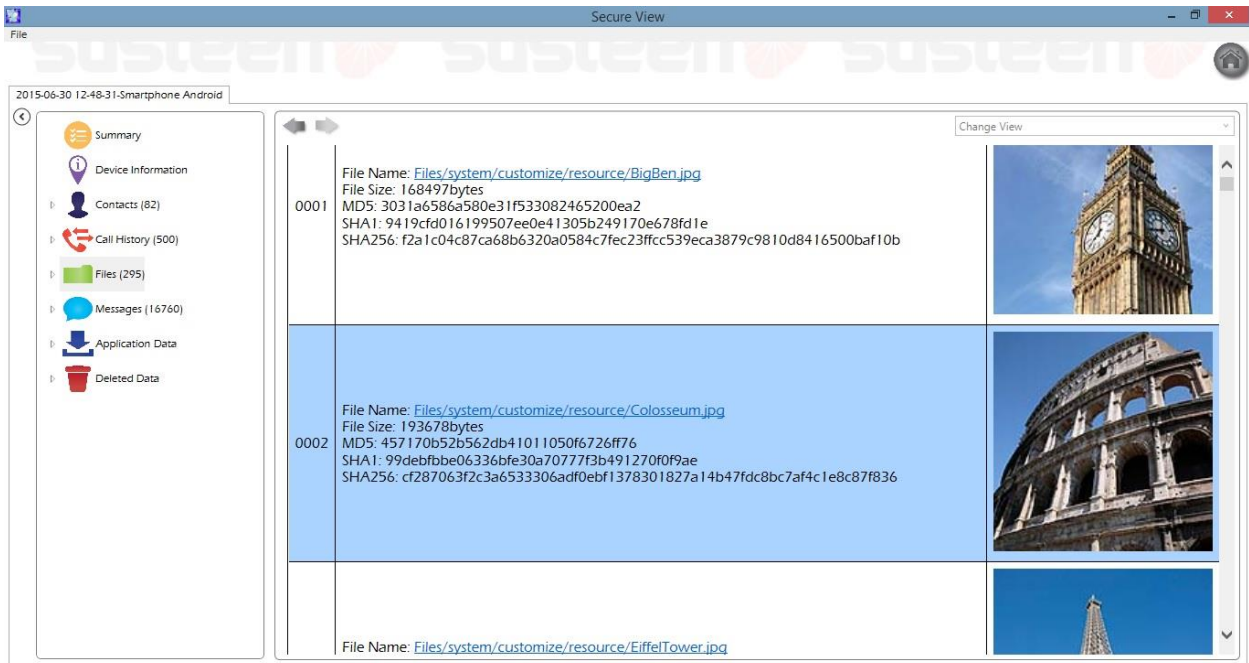 Secure View
File
susteen susteen susteen
2015-06-30 12-48-31-Smartphone Android
Summary
Device Information
Contacts (82)
Call History (500)
Files (295)
Messages (16760)
Application Data
Deleted Data
Change View
0001
File Name: Files/system/customize/resource/BigBen.jpg
File Size: 168497bytes
MD5: 3031a6586a580e31f533082465200ea2
SHA1: 9419cfd016199507ee0e41305b249170e678fd1e
SHA256: f2a1c04c87ca68b6320a0584c7fec23ffcc539eca3879c9810d8416500baf10b
0002
File Name: Files/system/customize/resource/Colosseum.jpg
File Size: 193678bytes
MD5: 457170b52b562db41011050f6726ff76
SHA1: 99debfbbe06336bfe30a70777f3b491270f0f9ae
SHA256: cf287063f2c3a6533306adf0ebf1378301827a14b47fdc8bc7af4c1e8c87f836
File Name: Files/system/customize/resource/EiffelTower.jpg